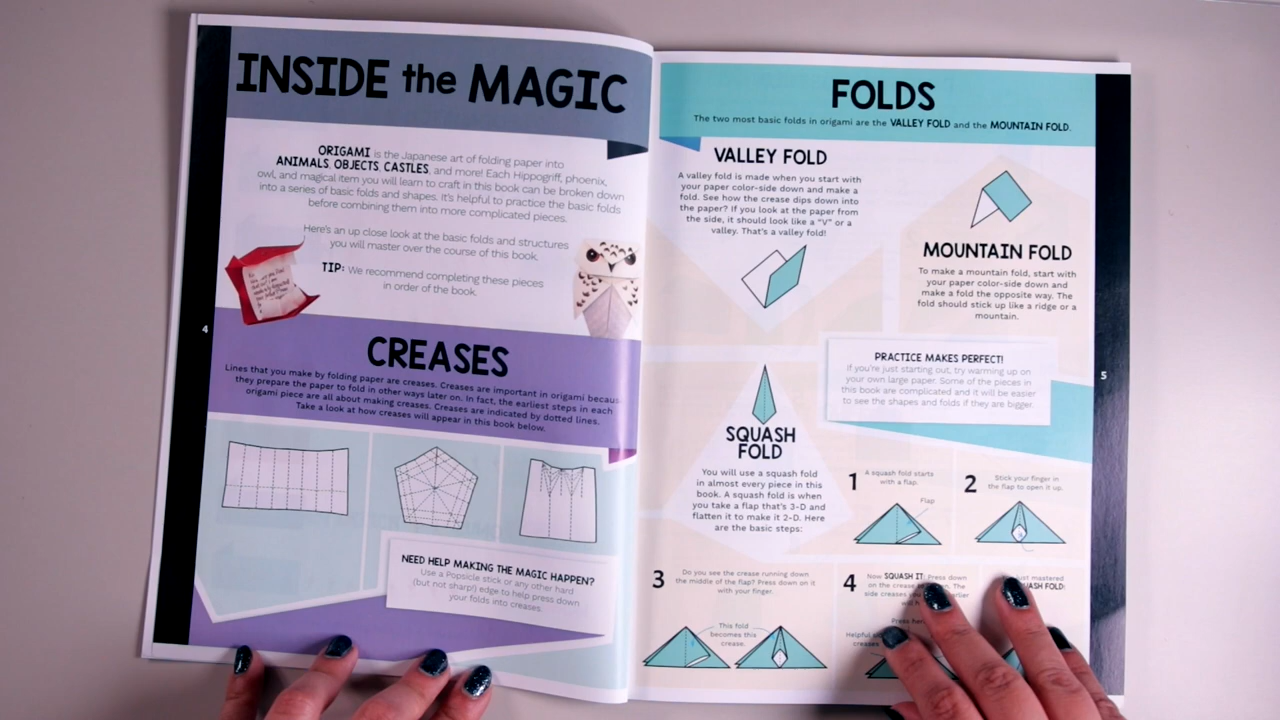 INSIDE the MAGIC
ORIGAMI is the Japanese art of folding paper into
ANIMALS, OBJECTS, CASTLES, and more! Each Hippogriff, phoenix,
owl, and magical item you will learn to craft in this book can be broken down
into a series of basic folds and shapes. It's helpful to practice the basic folds
before combining them into more complicated pieces.
Here's an up close look at the basic folds and structures
you will master over the course of this book.
TIP: We recommend completing these pieces
in order of the book.
4
CREASES
Lines that you make by folding paper are creases. Creases are important in origami because
they prepare the paper to fold in other ways later on. In fact, the earliest steps in each
origami piece are all about making creases. Creases are indicated by dotted lines.
Take a look at how creases will appear in this book below.
NEED HELP MAKING THE MAGIC HAPPEN?
Use a Popsicle stick or any other hard
(but not sharp!) edge to help press down
your folds into creases.
FOLDS
The two most basic folds in origami are the VALLEY FOLD and the MOUNTAIN FOLD.
VALLEY FOLD
A valley fold is made when you start with
your paper color-side down and make a
fold. See how the crease dips down into
the paper? If you look at the paper from
the side, it should look like a "V" or a
valley. That's a valley fold!
MOUNTAIN FOLD
To make a mountain fold, start with
your paper color-side down and
make a fold the opposite way. The
fold should stick up like a ridge or a
mountain.
PRACTICE MAKES PERFECT!
If you're just starting out, try warming up on
your own large paper. Some of the pieces in
this book are complicated and it will be easier
to see the shapes and folds if they are bigger.
5
SQUASH
FOLD
You will use a squash fold
in almost every piece in this
book. A squash fold is when
you take a flap that's 3-D and
flatten it to make it 2-D. Here
are the basic steps:
1
A squash fold starts
with a flap.
Flap
2
Stick your finger in
the flap to open it up.
3
Do you see the crease running down
the middle of the flap? Press down on it
with your finger.
This fold
becomes this
crease.
4
Now SQUASH IT! Press down
on the crease
side creases you earlier
will
Press
Helpful
creases
just mastered
SQUASH FOLD!